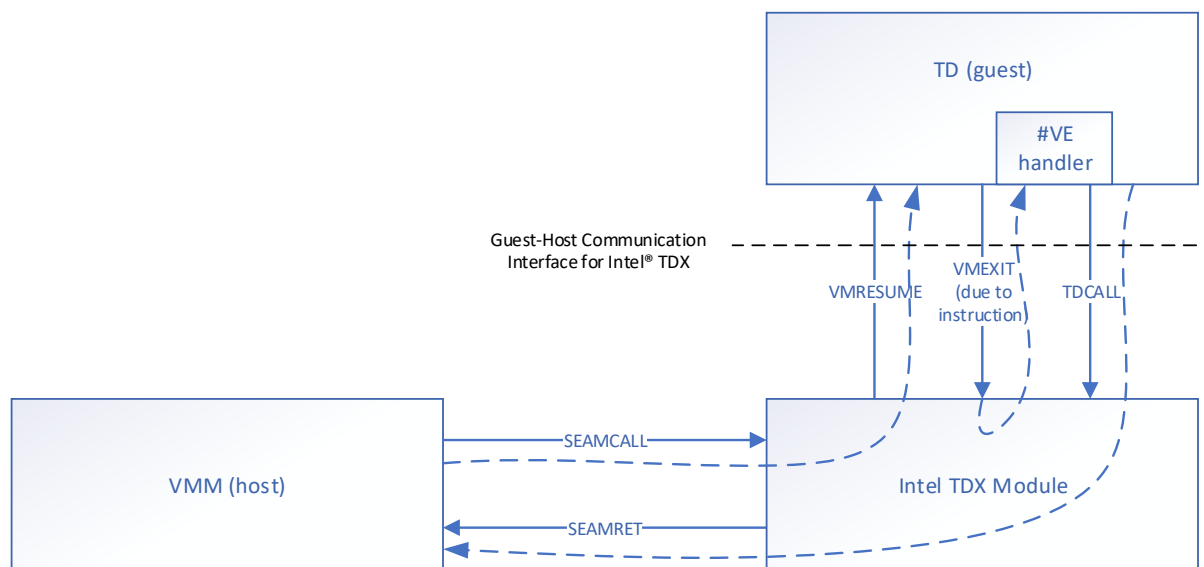 TD (guest)
#VE
handler
Guest-Host Communication
Interface for Intel® TDX
VMRESUME
VMEXIT
(due to
instruction)
TDCALL
SEAMCALL
VMM (host)
Intel TDX Module
SEAMRET